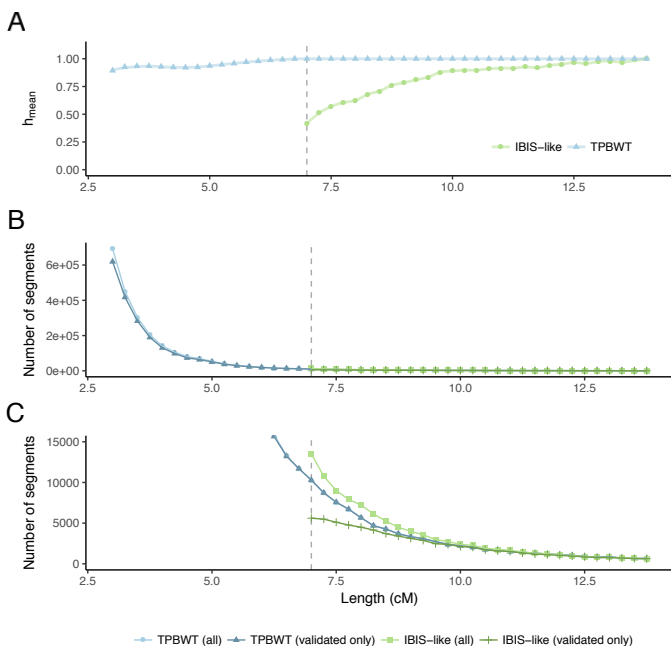 A
h_mean
1.00
0.75
0.50
0.25
0.00
IBIS−like TPBWT
2.5 5.0 7.5 10.0 12.5
B
Number of segments
6e+05
4e+05
2e+05
0e+00
2.5 5.0 7.5 10.0 12.5
C
Number of segments
15000
10000
5000
0
2.5 5.0 7.5 10.0 12.5
Length (cM)
TPBWT (all) TPBWT (validated only) IBIS−like (all) IBIS−like (validated only)